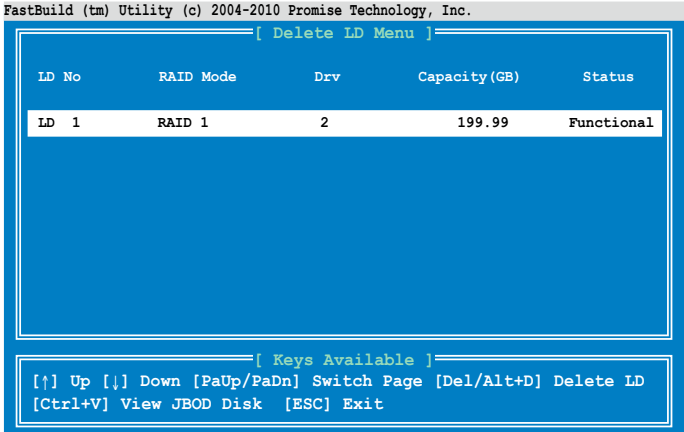 FastBuild (tm) Utility (c) 2004-2010 Promise Technology, Inc.
[ Delete LD Menu ]
LD No RAID Mode Drv Capacity(GB) Status
LD 1 RAID 1 2 199.99 Functional
[ Keys Available ]
[↑] Up [↓] Down [PaUp/PaDn] Switch Page [Del/Alt+D] Delete LD
[Ctrl+V] View JBOD Disk [ESC] Exit